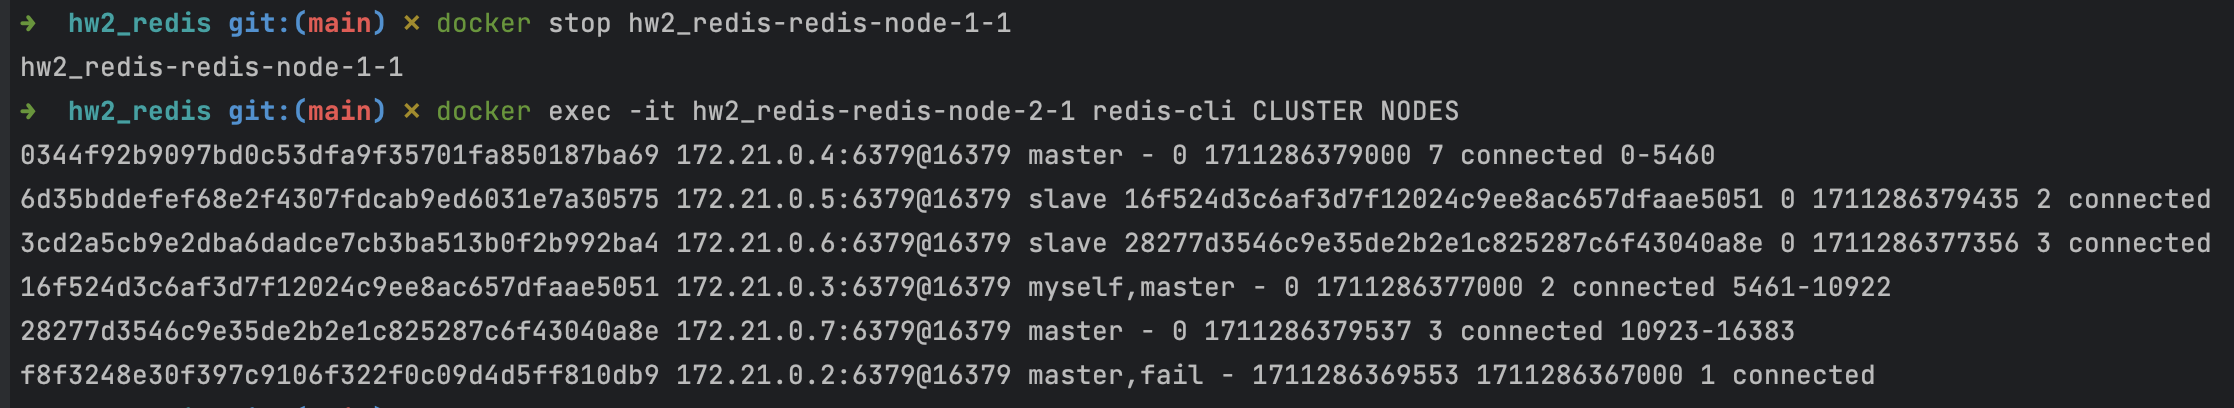 ➜ hw2_redis git:(main) ✗ docker stop hw2_redis-redis-node-1-1
hw2_redis-redis-node-1-1
➜ hw2_redis git:(main) ✗ docker exec -it hw2_redis-redis-node-2-1 redis-cli CLUSTER NODES
0344f92b9097bd0c53dfa9f35701fa850187ba69 172.21.0.4:6379@16379 master - 0 1711286379000 7 connected 0-5460
6d35bddefef68e2f4307fdcab9ed6031e7a30575 172.21.0.5:6379@16379 slave 16f524d3c6af3d7f12024c9ee8ac657dfaae5051 0 1711286379435 2 connected
3cd2a5cb9e2dba6dadce7cb3ba513b0f2b992ba4 172.21.0.6:6379@16379 slave 28277d3546c9e35de2b2e1c825287c6f43040a8e 0 1711286377356 3 connected
16f524d3c6af3d7f12024c9ee8ac657dfaae5051 172.21.0.3:6379@16379 myself,master - 0 1711286377000 2 connected 5461-10922
28277d3546c9e35de2b2e1c825287c6f43040a8e 172.21.0.7:6379@16379 master - 0 1711286379537 3 connected 10923-16383
f8f3248e30f397c9106f322f0c09d4d5ff810db9 172.21.0.2:6379@16379 master,fail - 1711286369553 1711286367000 1 connected